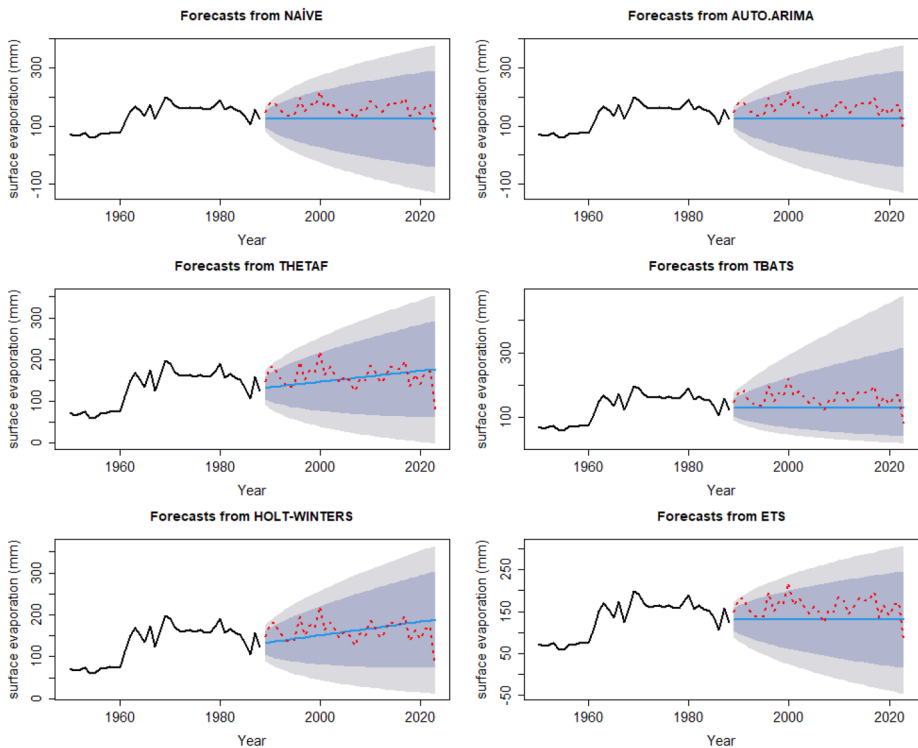 Forecasts from NAİVE
surface evaporation (mm)
300
100
-100
1960
1980
2000
2020
Year
Forecasts from AUTO.ARIMA
surface evaporation (mm)
300
100
-100
1960
1980
2000
2020
Year
Forecasts from THETAF
surface evaporation (mm)
300
200
100
0
1960
1980
2000
2020
Year
Forecasts from TBATS
surface evaporation (mm)
300
100
1960
1980
2000
2020
Year
Forecasts from HOLT-WINTERS
surface evaporation (mm)
300
200
100
0
1960
1980
2000
2020
Year
Forecasts from ETS
surface evaporation (mm)
250
150
50
-50
1960
1980
2000
2020
Year